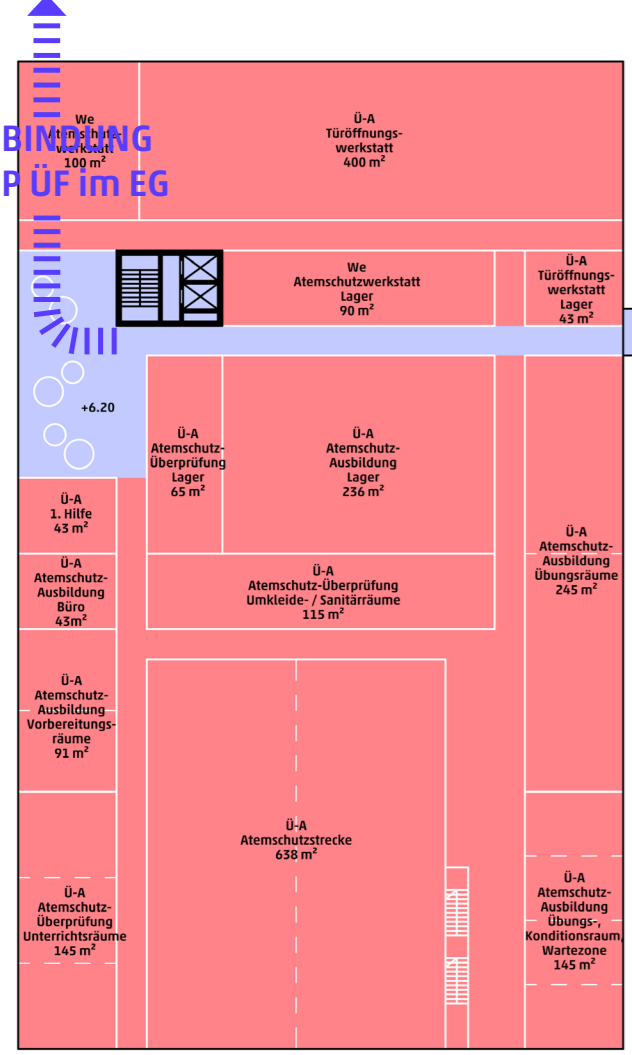 BINDUNG
P ÜF im EG
We
Atemschutz-
werkstatt
100 m²
Ü-A
Türöffnungs-
werkstatt
400 m²
We
Atemschutzwerkstatt
Lager
90 m²
Ü-A
Türöffnungs-
werkstatt
Lager
43 m²
+6.20
Ü-A
Atemschutz-
Überprüfung
Lager
65 m²
Ü-A
Atemschutz-
Ausbildung
Lager
236 m²
Ü-A
1. Hilfe
43 m²
Ü-A
Atemschutz-
Ausbildung
Büro
43m²
Ü-A
Atemschutz-Überprüfung
Umkleide- / Sanitärräume
115 m²
Ü-A
Atemschutz-
Ausbildung
Übungsräume
245 m²
Ü-A
Atemschutz-
Ausbildung
Vorbereitungs-
räume
91 m²
Ü-A
Atemschutzstrecke
638 m²
Ü-A
Atemschutz-
Überprüfung
Unterrichtsräume
145 m²
Ü-A
Atemschutz-
Ausbildung
Übungs-,
Konditionsraum,
Wartezone
145 m²